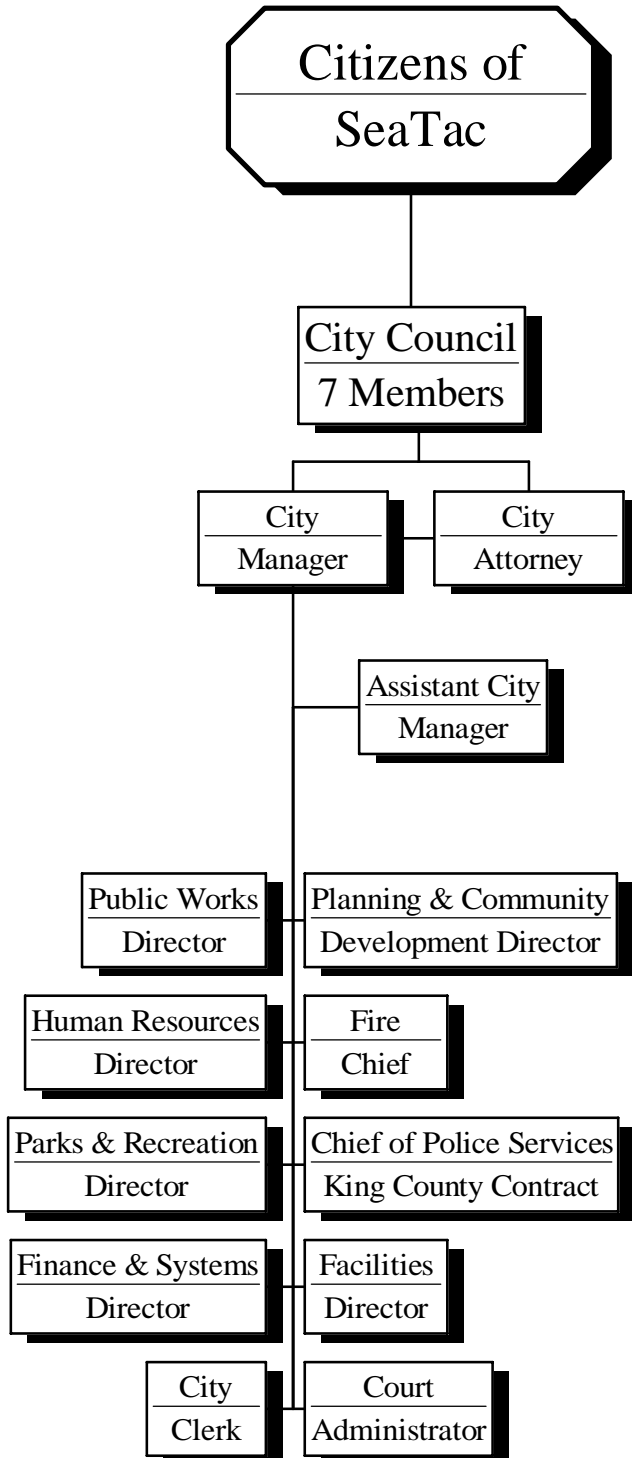 Citizens of
SeaTac
City Council
7 Members
City
Manager
City
Attorney
Assistant City
Manager
Public Works
Director
Planning & Community
Development Director
Human Resources
Director
Fire
Chief
Parks & Recreation
Director
Chief of Police Services
King County Contract
Finance & Systems
Director
Facilities
Director
City
Clerk
Court
Administrator